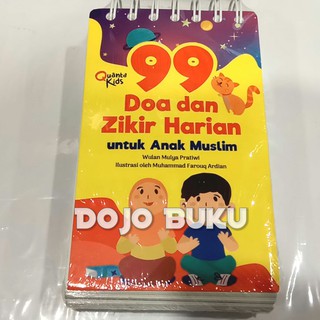 Quanta
Kids
99
Doa dan
Zikir Harian
untuk Anak Muslim
Wulan Mulya Pratiwi
Ilustrasi oleh Muhammad Farouq Ardian
DOJO BUKU